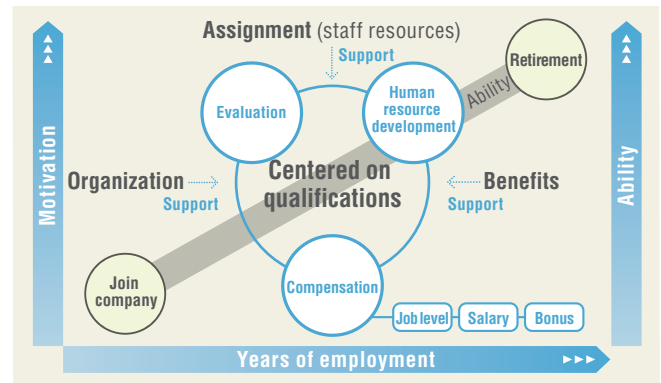 Assignment (staff resources)
Support
Retirement
Evaluation
Human
resource
development
Ability
Motivation
Organization
Support
Centered on
qualifications
Benefits
Support
Ability
Join
company
Compensation
Job level
Salary
Bonus
Years of employment